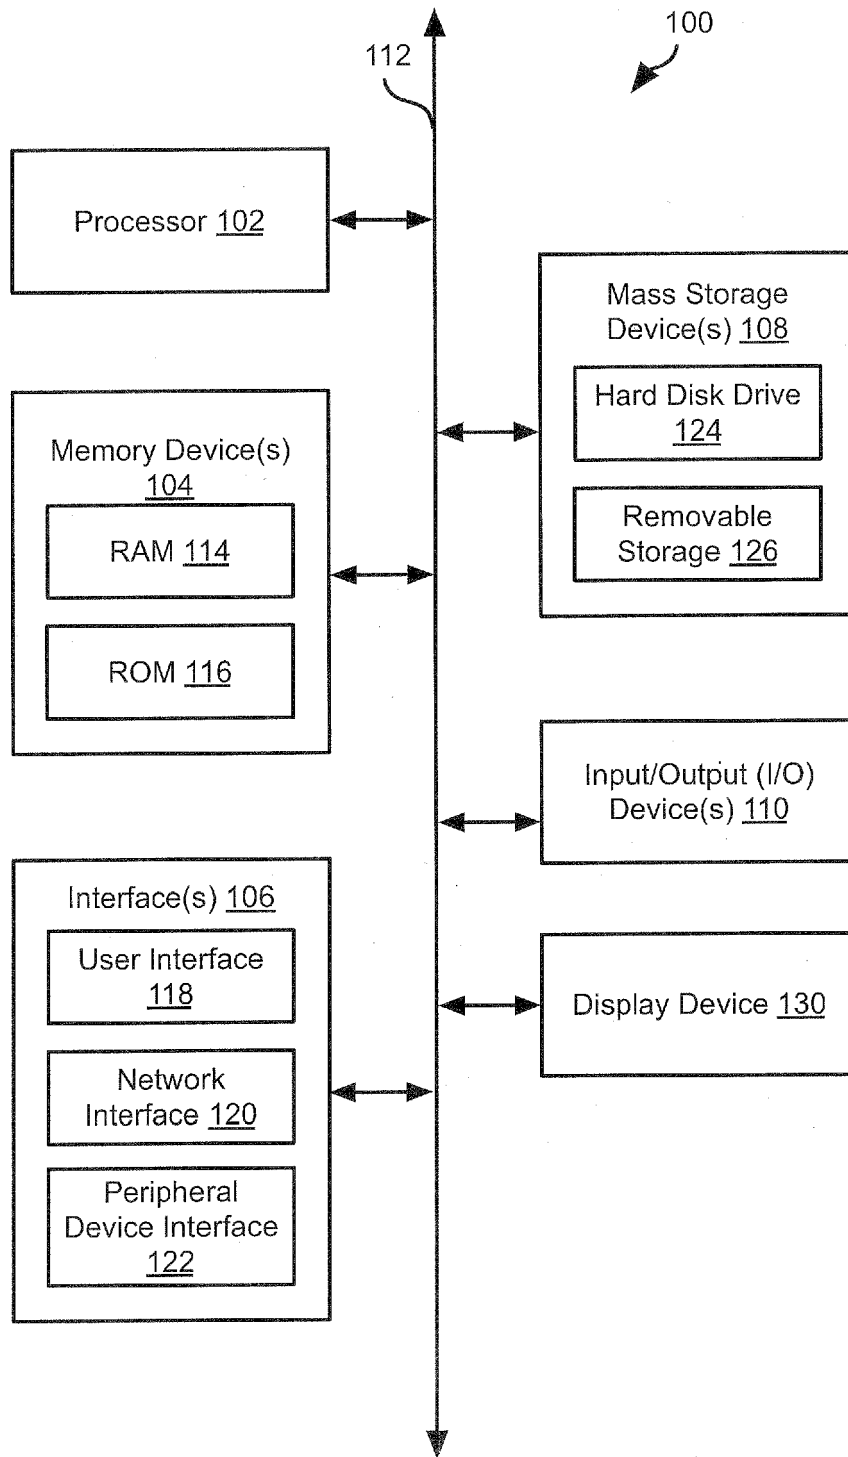 100
112
Processor 102
Mass Storage
Device(s) 108
Hard Disk Drive
124
Removable
Storage 126
Memory Device(s)
104
RAM 114
ROM 116
Input/Output (I/O)
Device(s) 110
Interface(s) 106
User Interface
118
Network
Interface 120
Peripheral
Device Interface
122
Display Device 130